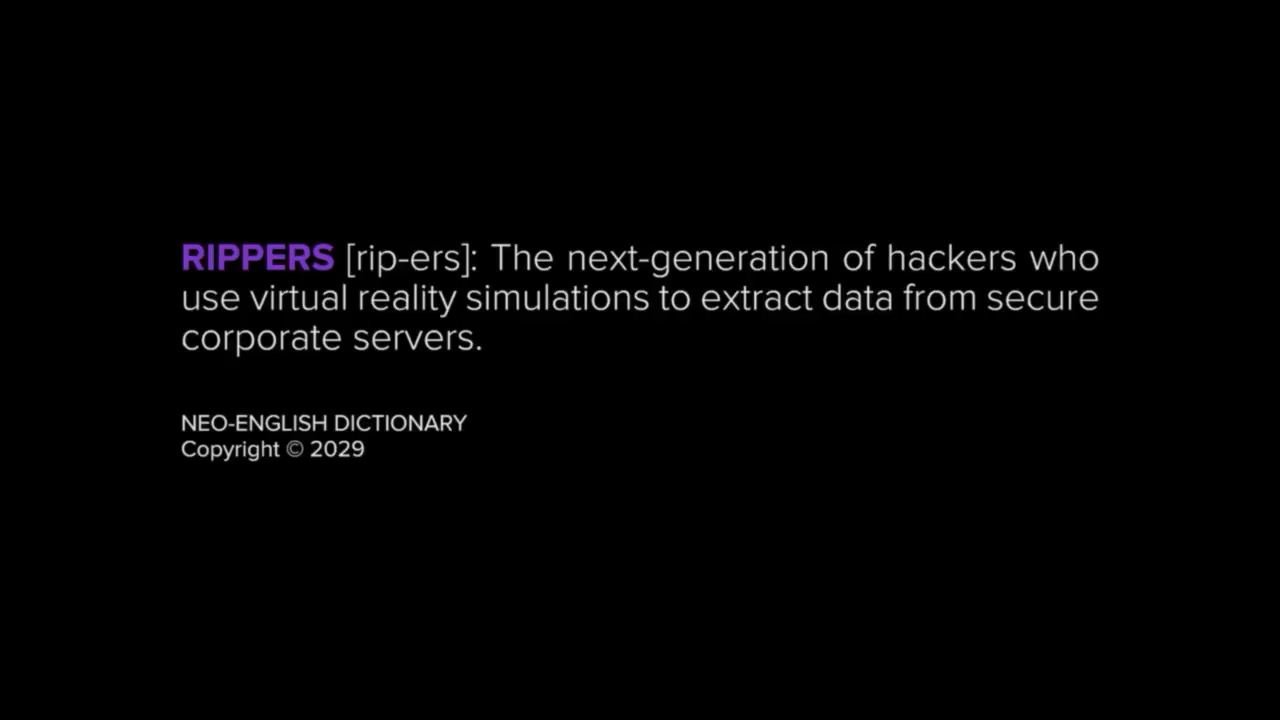 RIPPERS [rip-ers]: The next-generation of hackers who
use virtual reality simulations to extract data from secure
corporate servers.
NEO-ENGLISH DICTIONARY
Copyright © 2029